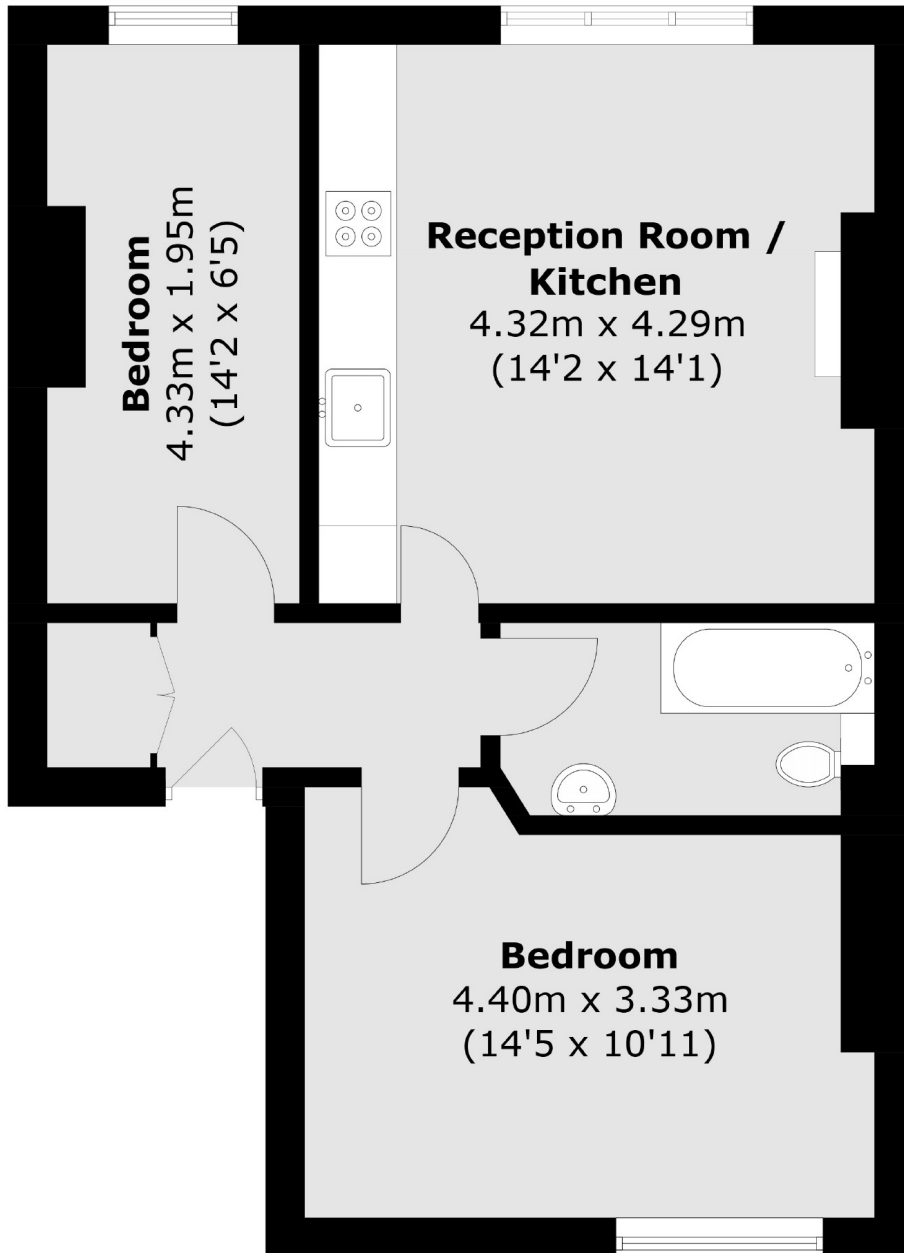 Bedroom
4.33m x 1.95m
(14'2 x 6'5)
Reception Room /
Kitchen
4.32m x 4.29m
(14'2 x 14'1)
Bedroom
4.40m x 3.33m
(14'5 x 10'11)